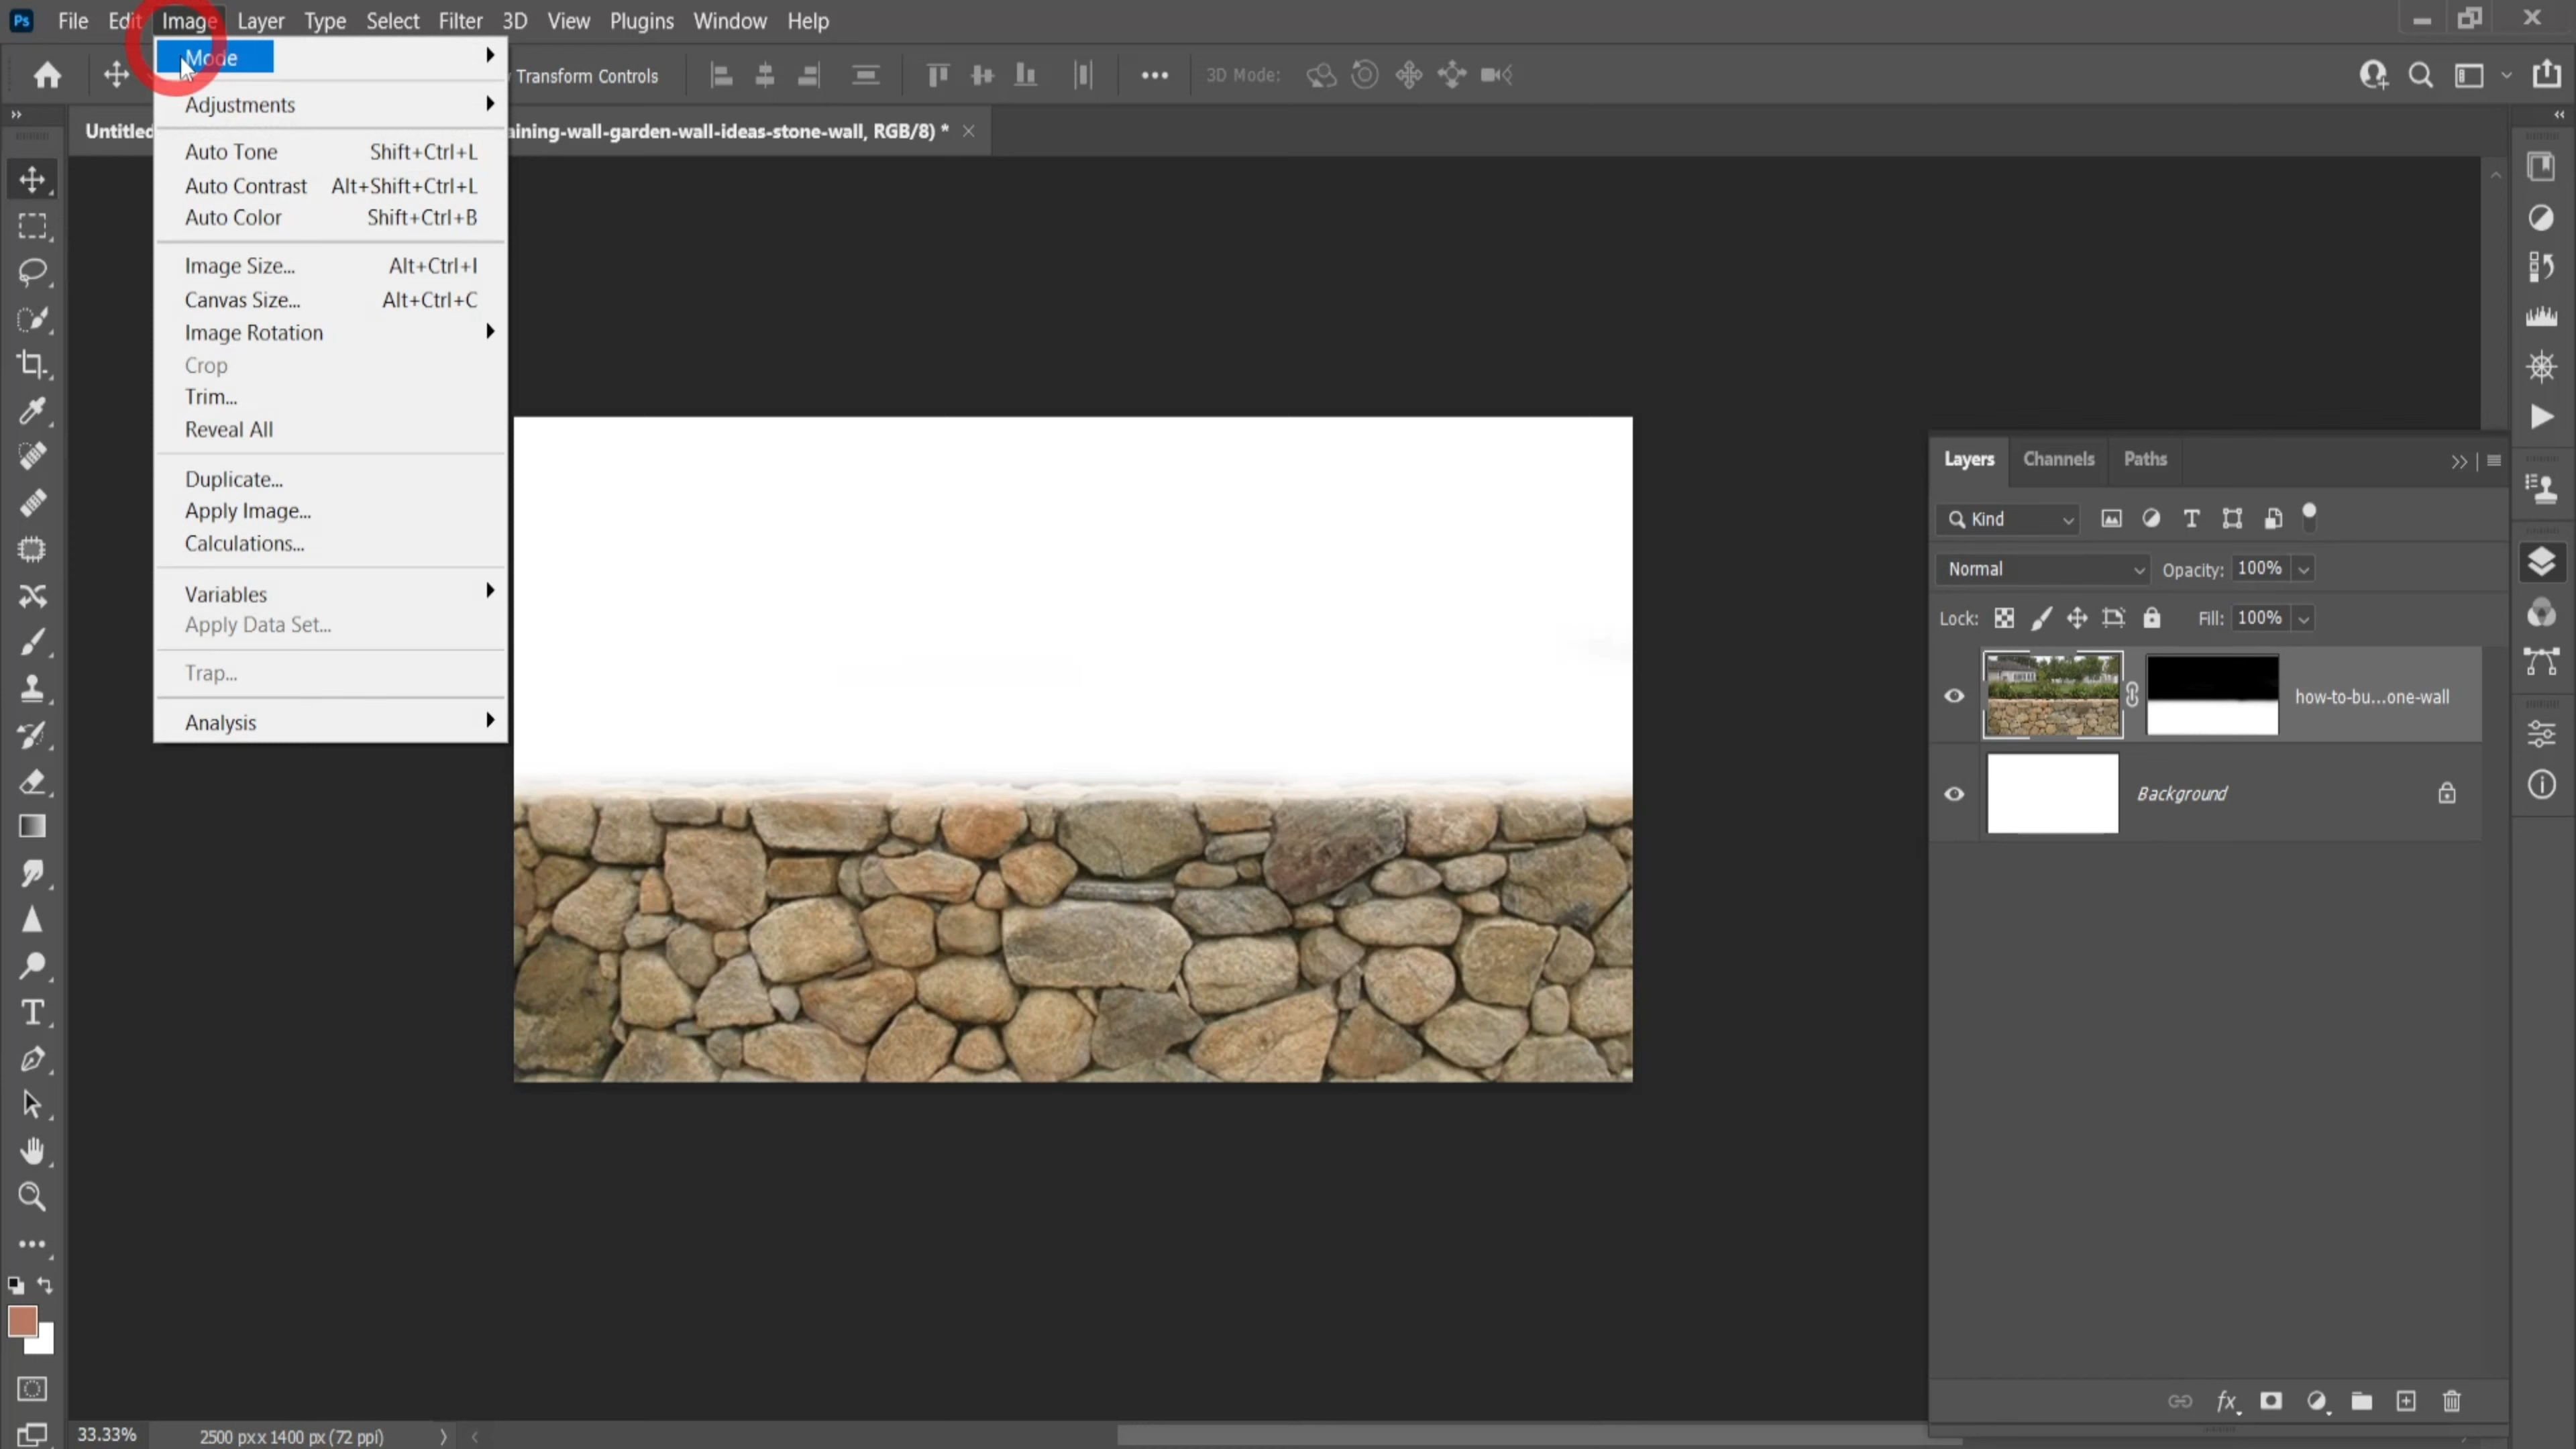 Ps File Edit Image Layer Type Select Filter 3D View Plugins Window Help
Transform Controls 3D Mode:
Untitled aining-wall-garden-wall-ideas-stone-wall, RGB/8) *
Mode
Adjustments
Auto Tone Shift+Ctrl+L
Auto Contrast Alt+Shift+Ctrl+L
Auto Color Shift+Ctrl+B
Image Size... Alt+Ctrl+I
Canvas Size... Alt+Ctrl+C
Image Rotation
Crop
Trim...
Reveal All
Duplicate...
Apply Image...
Calculations...
Variables
Apply Data Set...
Trap...
Analysis
Layers Channels Paths
Kind
Normal Opacity: 100%
Lock: Fill: 100%
how-to-bu...one-wall
Background
fx
33.33% 2500 px x 1400 px (72 ppi)